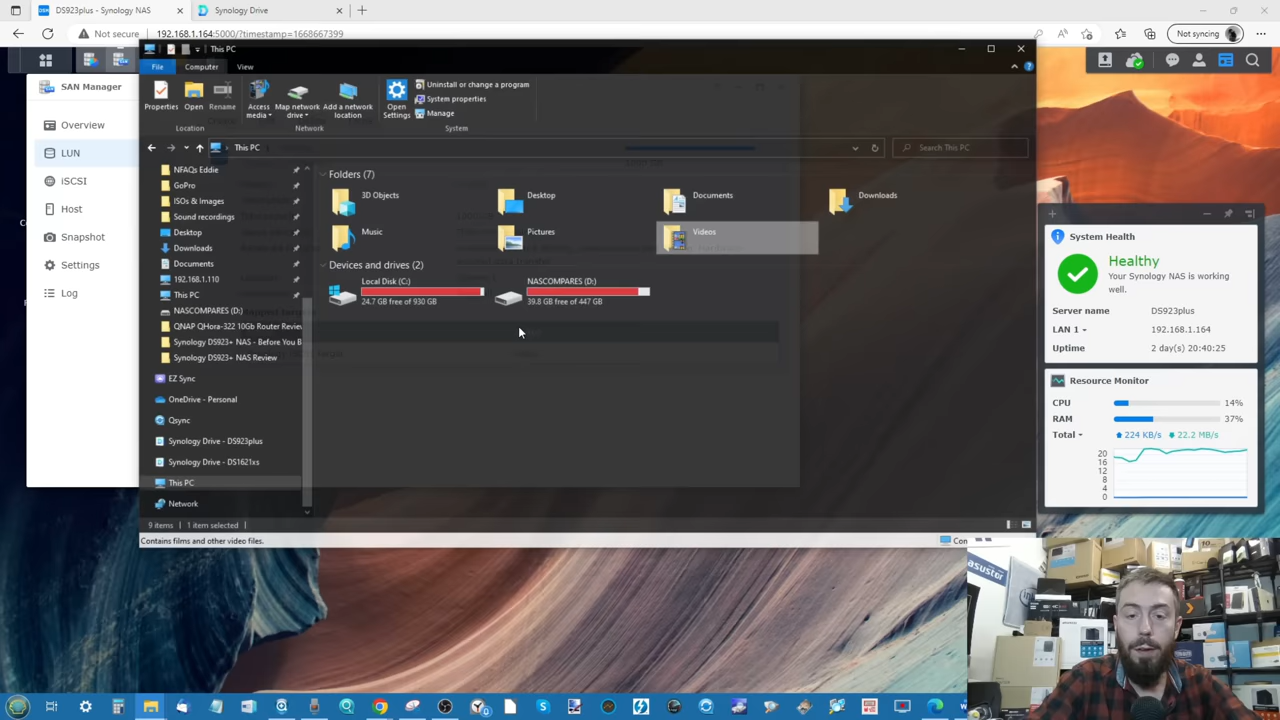 DS923plus - Synology NAS
Synology Drive
Not secure
192.168.1.164:5000/?timestamp=1668667399
Not syncing
This PC
File
Computer
View
Properties
Open
Rename
Access media
Map network drive
Add a network location
Open Settings
Uninstall or change a program
System properties
Manage
Location
Network
System
This PC
Search This PC
SAN Manager
Overview
LUN
iSCSI
Host
Snapshot
Settings
Log
NFAQs Eddie
GoPro
ISOs & Images
Sound recordings
Desktop
Downloads
Documents
192.168.1.110
This PC
NASCOMPARES (D:)
QNAP QHora-322 10Gb Router Review
Synology DS923+ NAS - Before You B
Synology DS923+ NAS Review
EZ Sync
OneDrive - Personal
Qsync
Synology Drive - DS923plus
Synology Drive - DS1621xs
This PC
Network
Folders (7)
3D Objects
Desktop
Documents
Downloads
Music
Pictures
Videos
Devices and drives (2)
Local Disk (C:)
24.7 GB free of 930 GB
NASCOMPARES (D:)
39.8 GB free of 447 GB
9 items
1 item selected
Contains films and other video files.
Con
System Health
Healthy
Your Synology NAS is working well.
Server name
DS923plus
LAN 1
192.168.1.164
Uptime
2 day(s) 20:40:25
Resource Monitor
CPU
14%
RAM
37%
Total
224 KB/s
22.2 MB/s
20
16
12
8
4
0
asustor